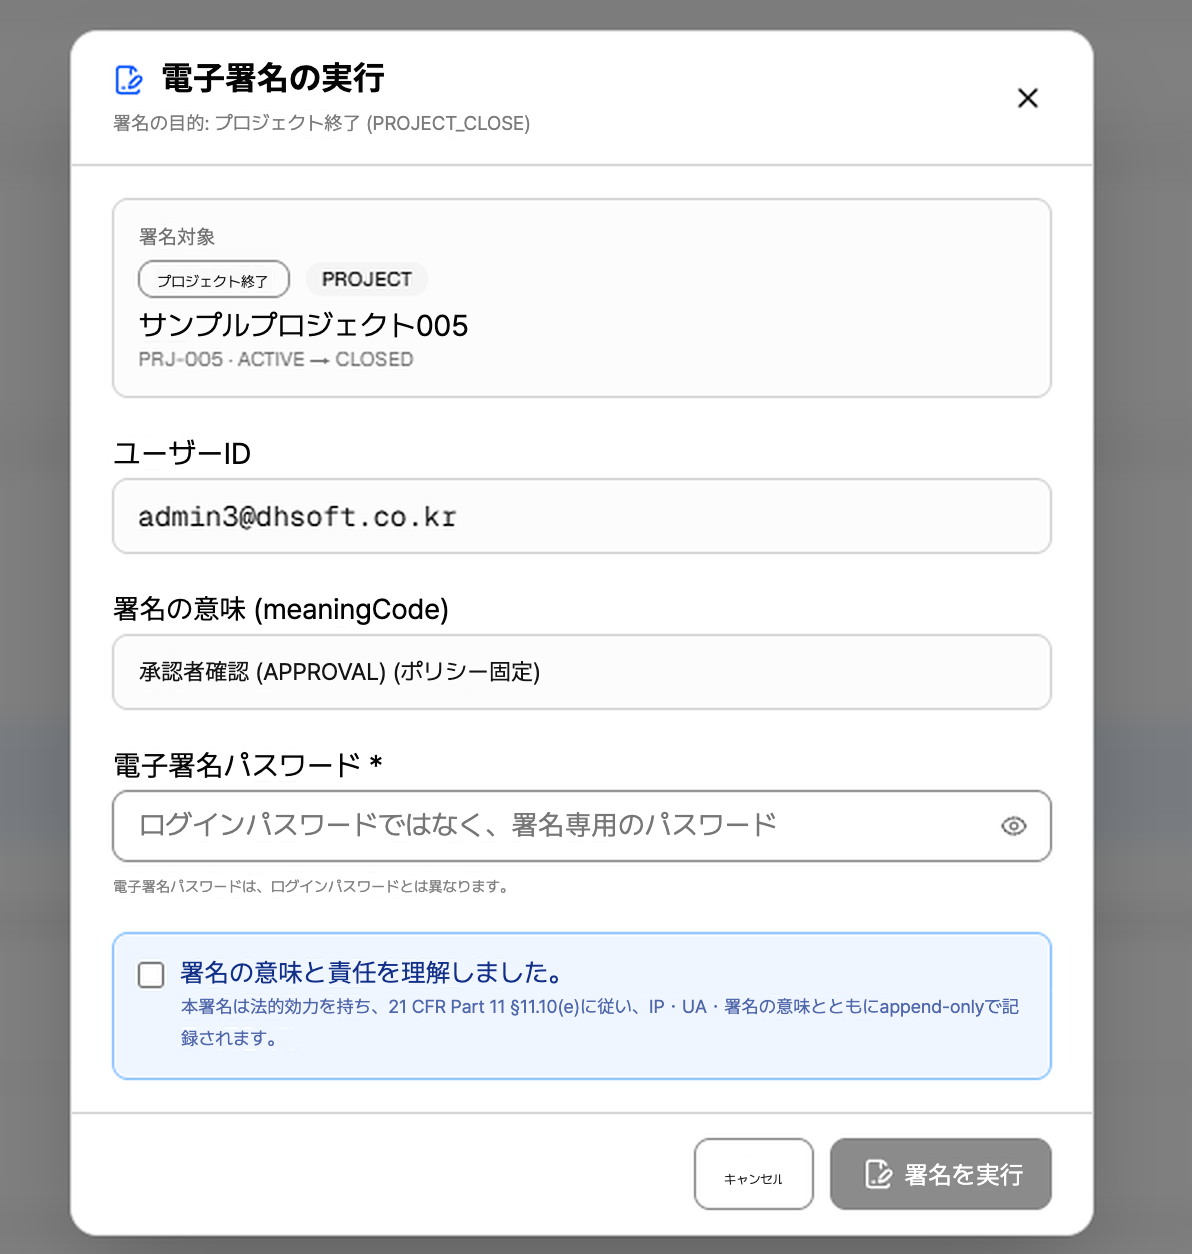 電子署名の実行
署名の目的: プロジェクト終了 (PROJECT_CLOSE)
署名対象
プロジェクト終了 PROJECT
サンプルプロジェクト005
PRJ-005 · ACTIVE → CLOSED
ユーザーID
admin3@dhsoft.co.kr
署名の意味 (meaningCode)
承認者確認 (APPROVAL) (ポリシー固定)
電子署名パスワード *
ログインパスワードではなく、署名専用のパスワード
電子署名パスワードは、ログインパスワードとは異なります。
署名の意味と責任を理解しました。
本署名は法的効力を持ち、21 CFR Part 11 §11.10(e)に従い、IP・UA・署名の意味とともにappend-onlyで記
録されます。
キャンセル 署名を実行